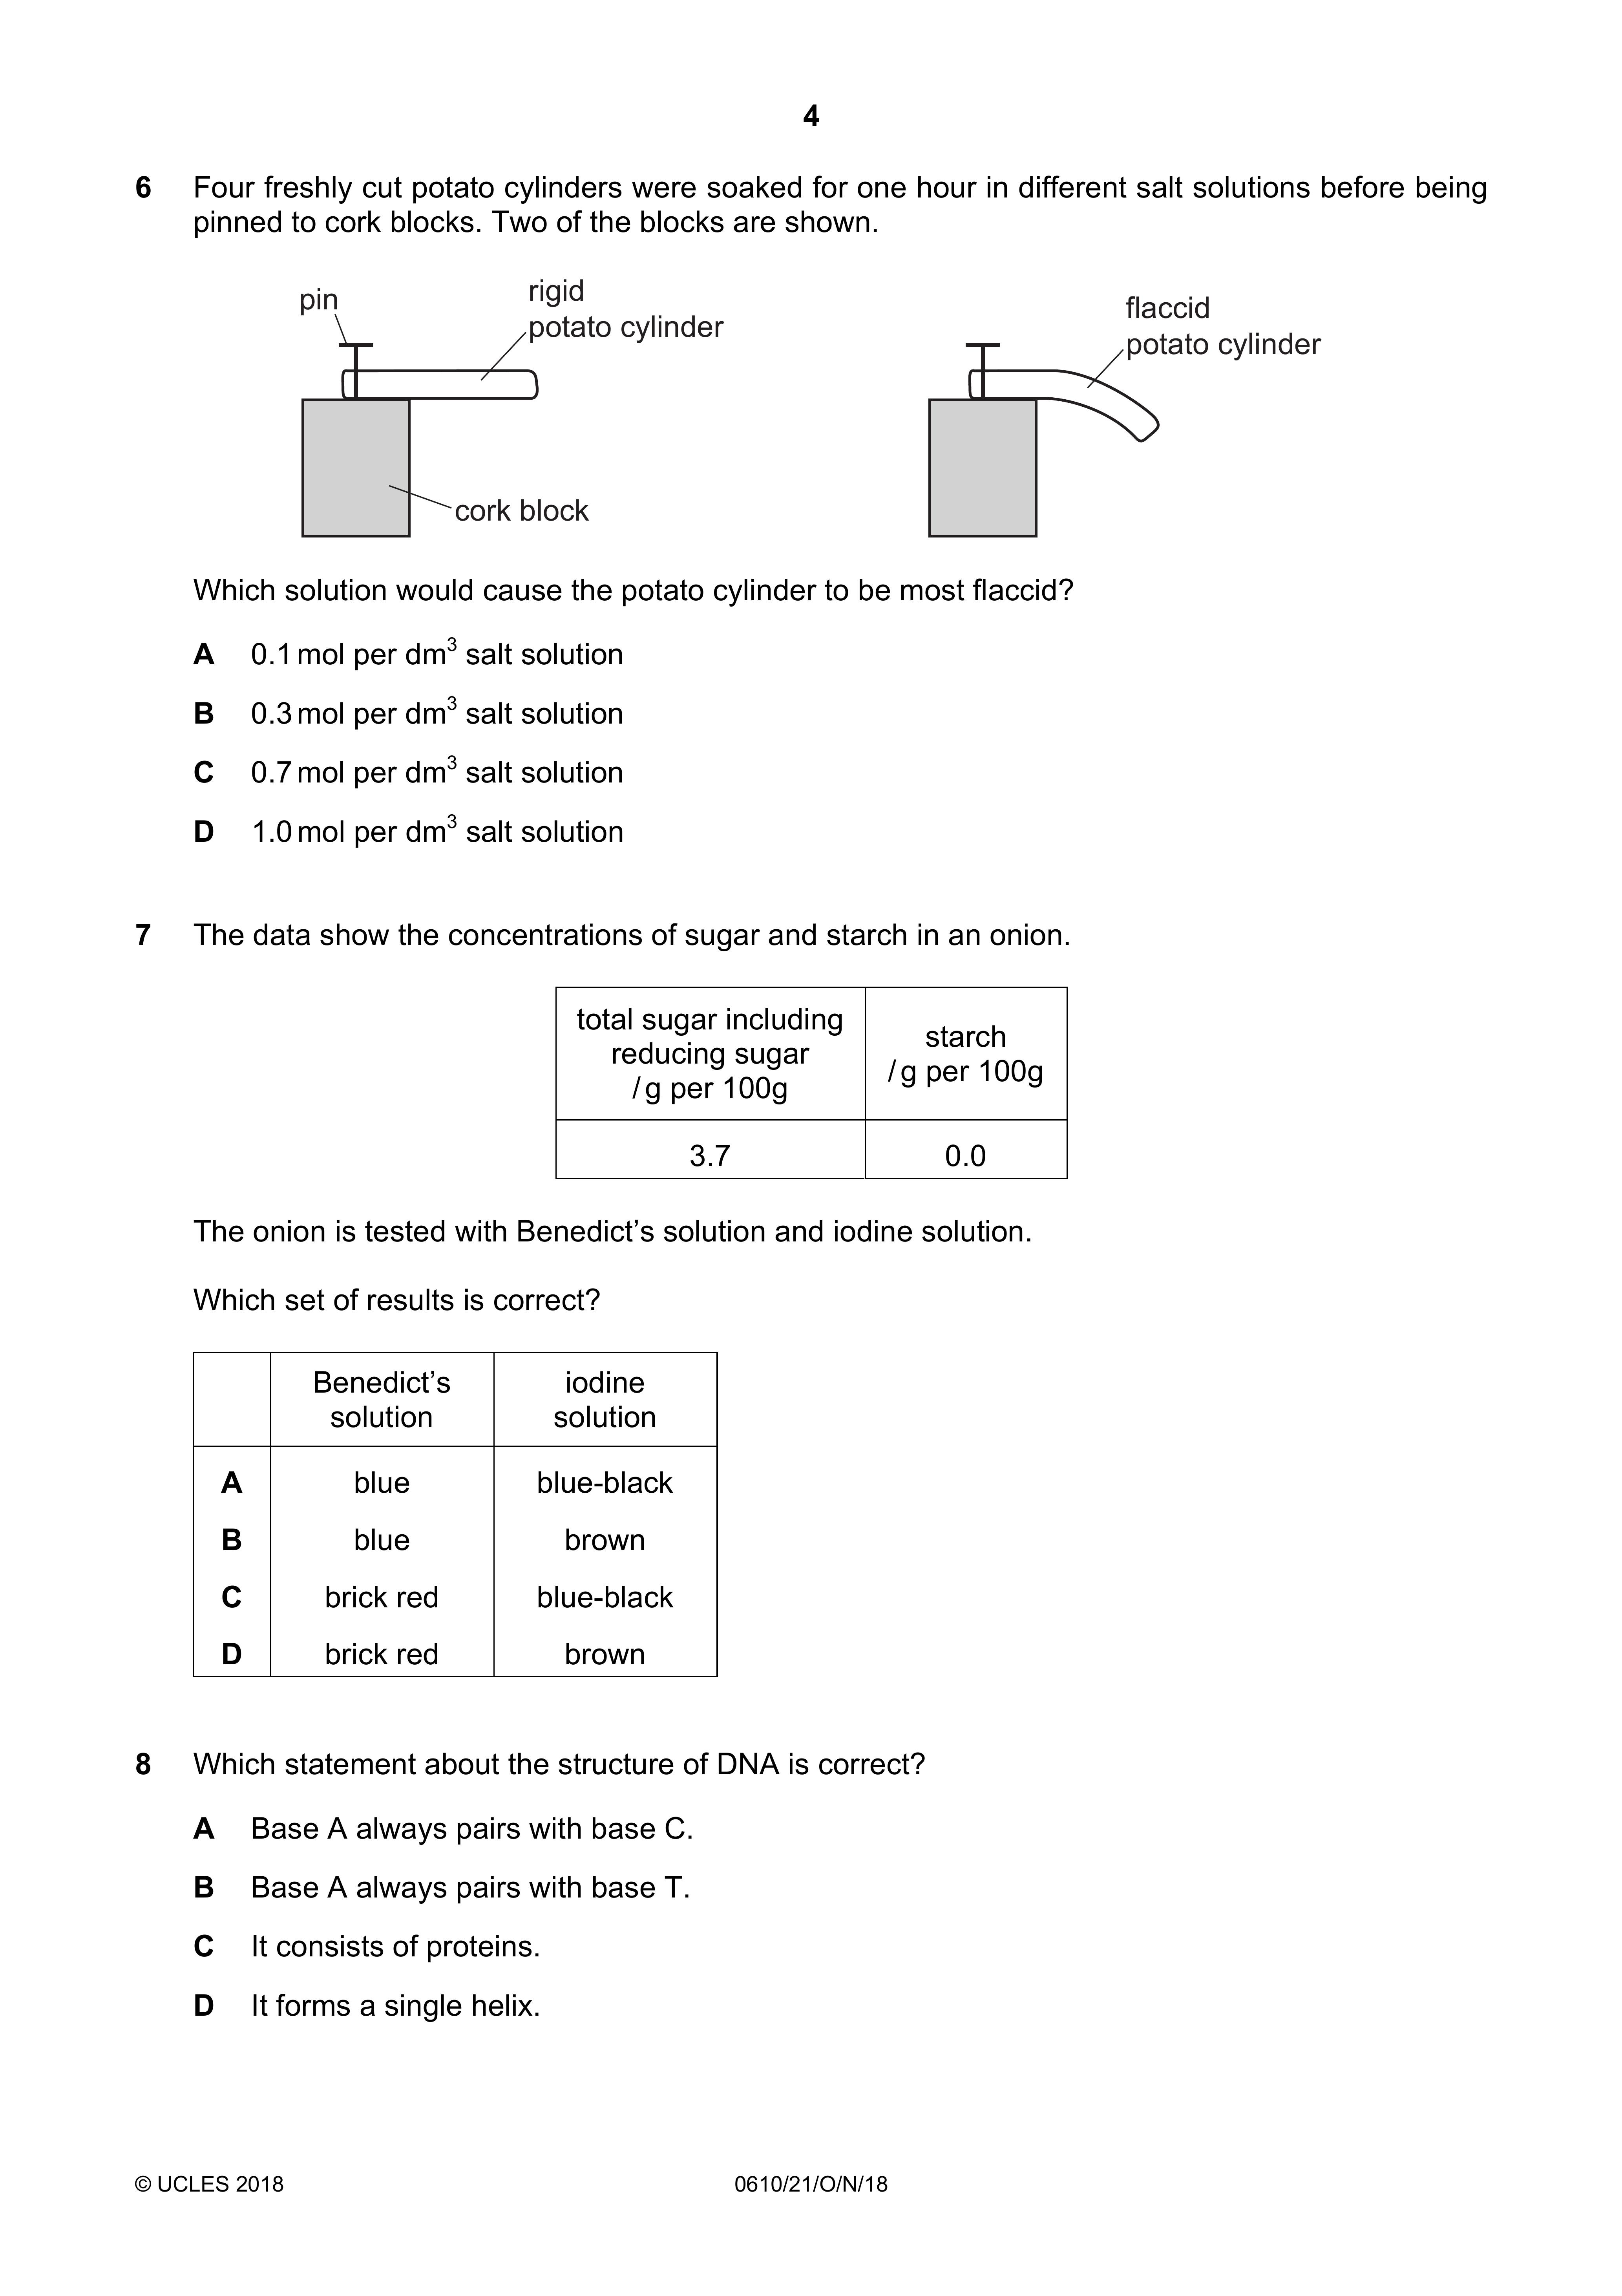 4
6 Four freshly cut potato cylinders were soaked for one hour in different salt solutions before being
pinned to cork blocks. Two of the blocks are shown.
pin
rigid
potato cylinder
cork block
flaccid
potato cylinder
Which solution would cause the potato cylinder to be most flaccid?
A 0.1 mol per dm³ salt solution
B 0.3 mol per dm³ salt solution
C 0.7 mol per dm³ salt solution
D 1.0 mol per dm³ salt solution
7 The data show the concentrations of sugar and starch in an onion.
total sugar including
reducing sugar
/ g per 100g
starch
/ g per 100g
3.7 0.0
The onion is tested with Benedict’s solution and iodine solution.
Which set of results is correct?
Benedict’s
solution
iodine
solution
A blue blue-black
B blue brown
C brick red blue-black
D brick red brown
8 Which statement about the structure of DNA is correct?
A Base A always pairs with base C.
B Base A always pairs with base T.
C It consists of proteins.
D It forms a single helix.
© UCLES 2018 0610/21/O/N/18